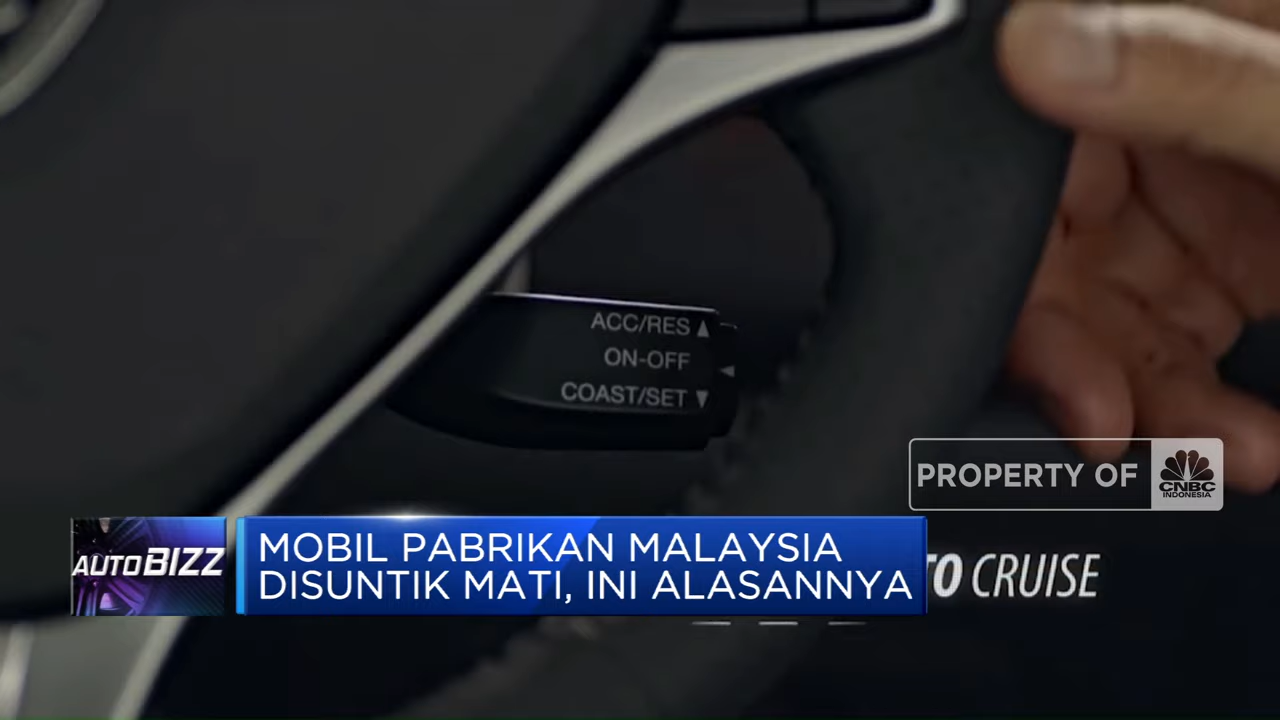 ACC/RES ▲
ON-OFF ◄
COAST/SET ▼
PROPERTY OF CNBC INDONESIA
AUTOBIZZ
MOBIL PABRIKAN MALAYSIA
DISUNTIK MATI, INI ALASANNYA
TO CRUISE